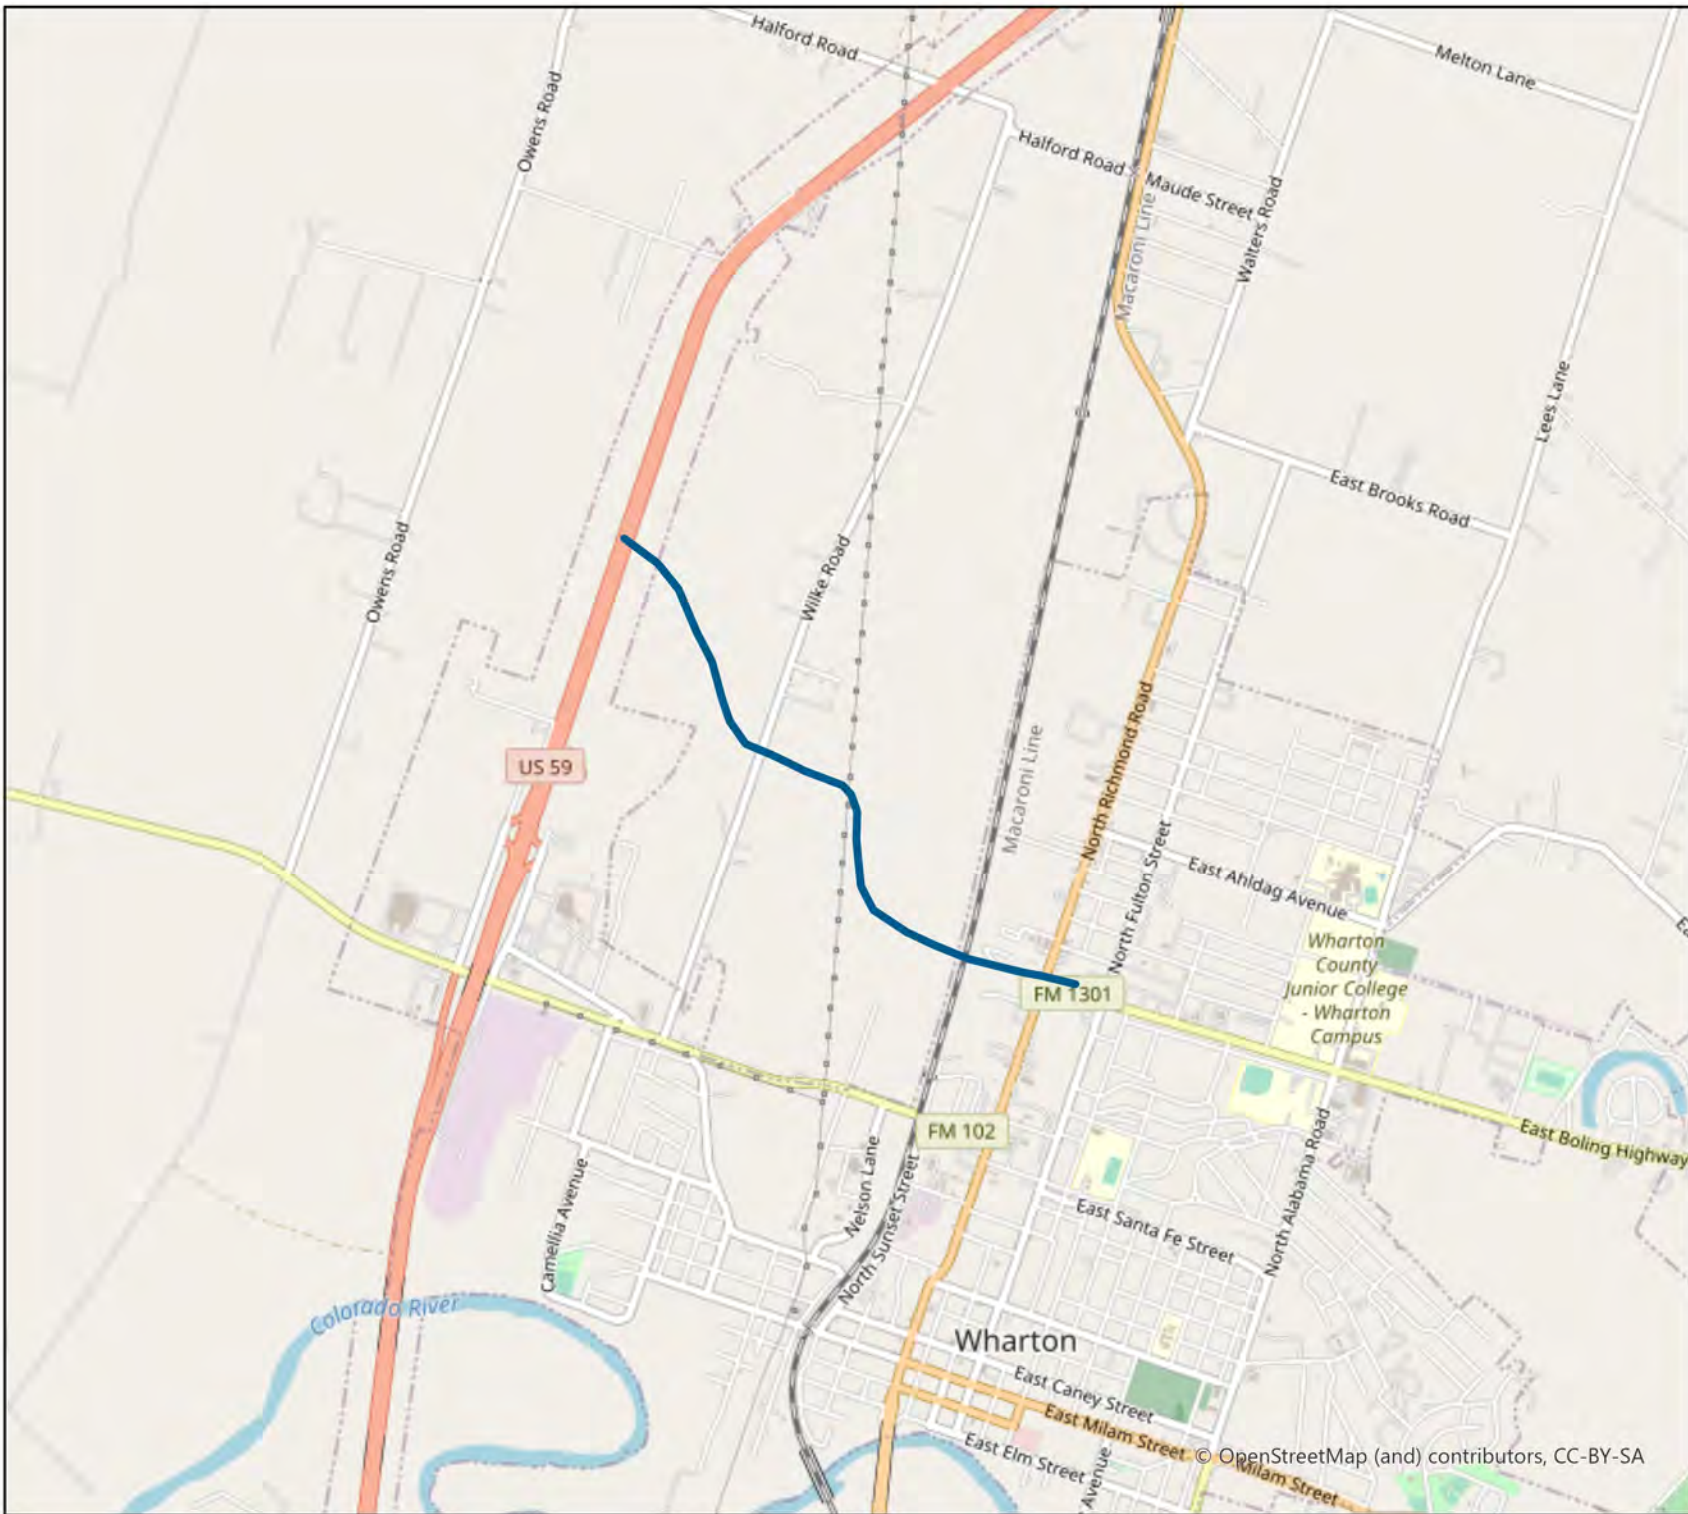 Halford Road
Melton Lane
Owens Road
Halford Road
Maude Street
Walters Road
Macaroni Line
Lees Lane
East Brooks Road
Owens Road
Wilke Road
North Richmond Road
Macaroni Line
US 59
North Fulton Street
East Ahldag Avenue
Wharton
County
Junior College
- Wharton
Campus
FM 1301
FM 102
East Boling Highway
Nelson Lane
North Sunset Street
Camellia Avenue
East Santa Fe Street
North Alabama Road
Colorado River
Wharton
East Caney Street
East Milam Street
East Elm Street
Avenue
Milam Street
© OpenStreetMap (and) contributors, CC-BY-SA